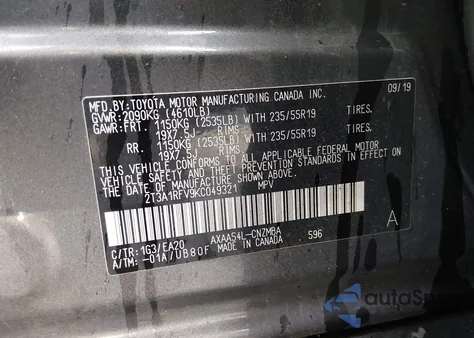 MFD.BY:TOYOTA MOTOR MANUFACTURING CANADA INC. 09/19
GVWR:2090KG (4610LB)
GAWR:FRT. 1150KG (2535LB) WITH 235/55R19 TIRES.
19X7.5J RIMS
RR. 1150KG (2535LB) WITH 235/55R19 TIRES.
19X7.5J RIMS
THIS VEHICLE CONFORMS TO ALL APPLICABLE FEDERAL MOTOR
VEHICLE SAFETY, BUMPER, AND THEFT PREVENTION STANDARDS
IN EFFECT ON THE DATE OF MANUFACTURE SHOWN ABOVE.
2T3A1RFV9KC049321 MPV
A
C/TR:1G3/EA20 AXAA54L-CNZMBA 596
A/TM:-01A/UB80F MADE IN CANADA